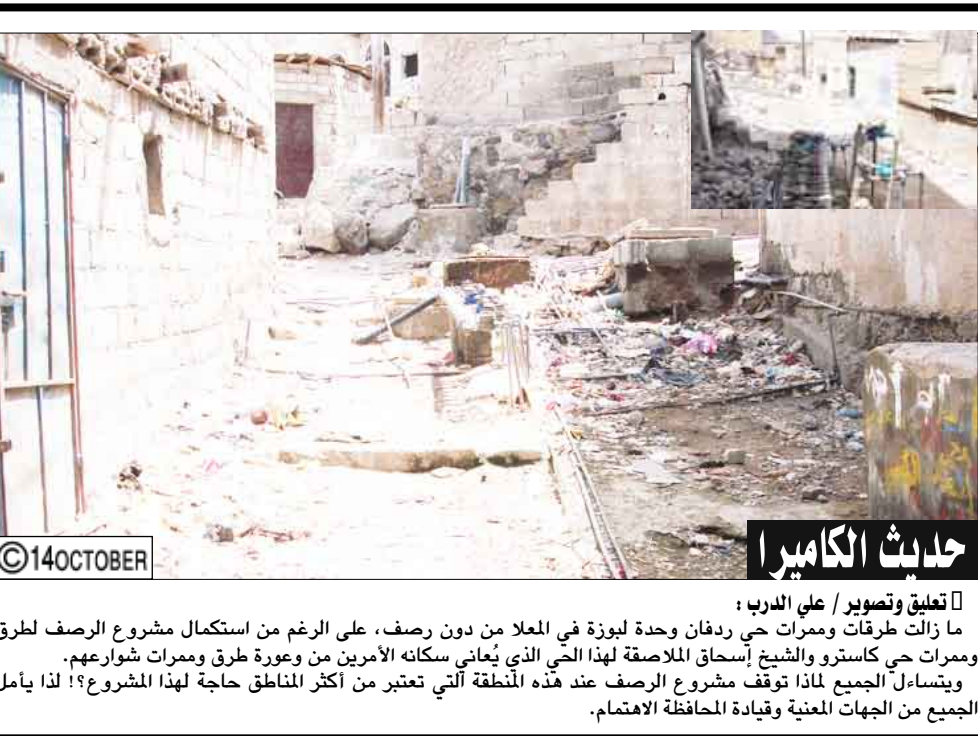 ©14OCTOBER
حديث الكاميرا
تعليق وتصوير / علي الدرب :
ما زالت طرقات وممرات حي ردفان وحدة لبوزة في المعلا من دون رصف، على الرغم من استكمال مشروع الرصف لطرق
وممرات حي كاسترو والشيخ إسحاق الملاصقة لهذا الحي الذي يُعاني سكانه الأمرين من وعورة طرق وممرات شوارعهم.
ويتساءل الجميع لماذا توقف مشروع الرصف عند هذه المنطقة التي تعتبر من أكثر المناطق حاجة لهذا المشروع؟! لذا يأمل
الجميع من الجهات المعنية وقيادة المحافظة الاهتمام.